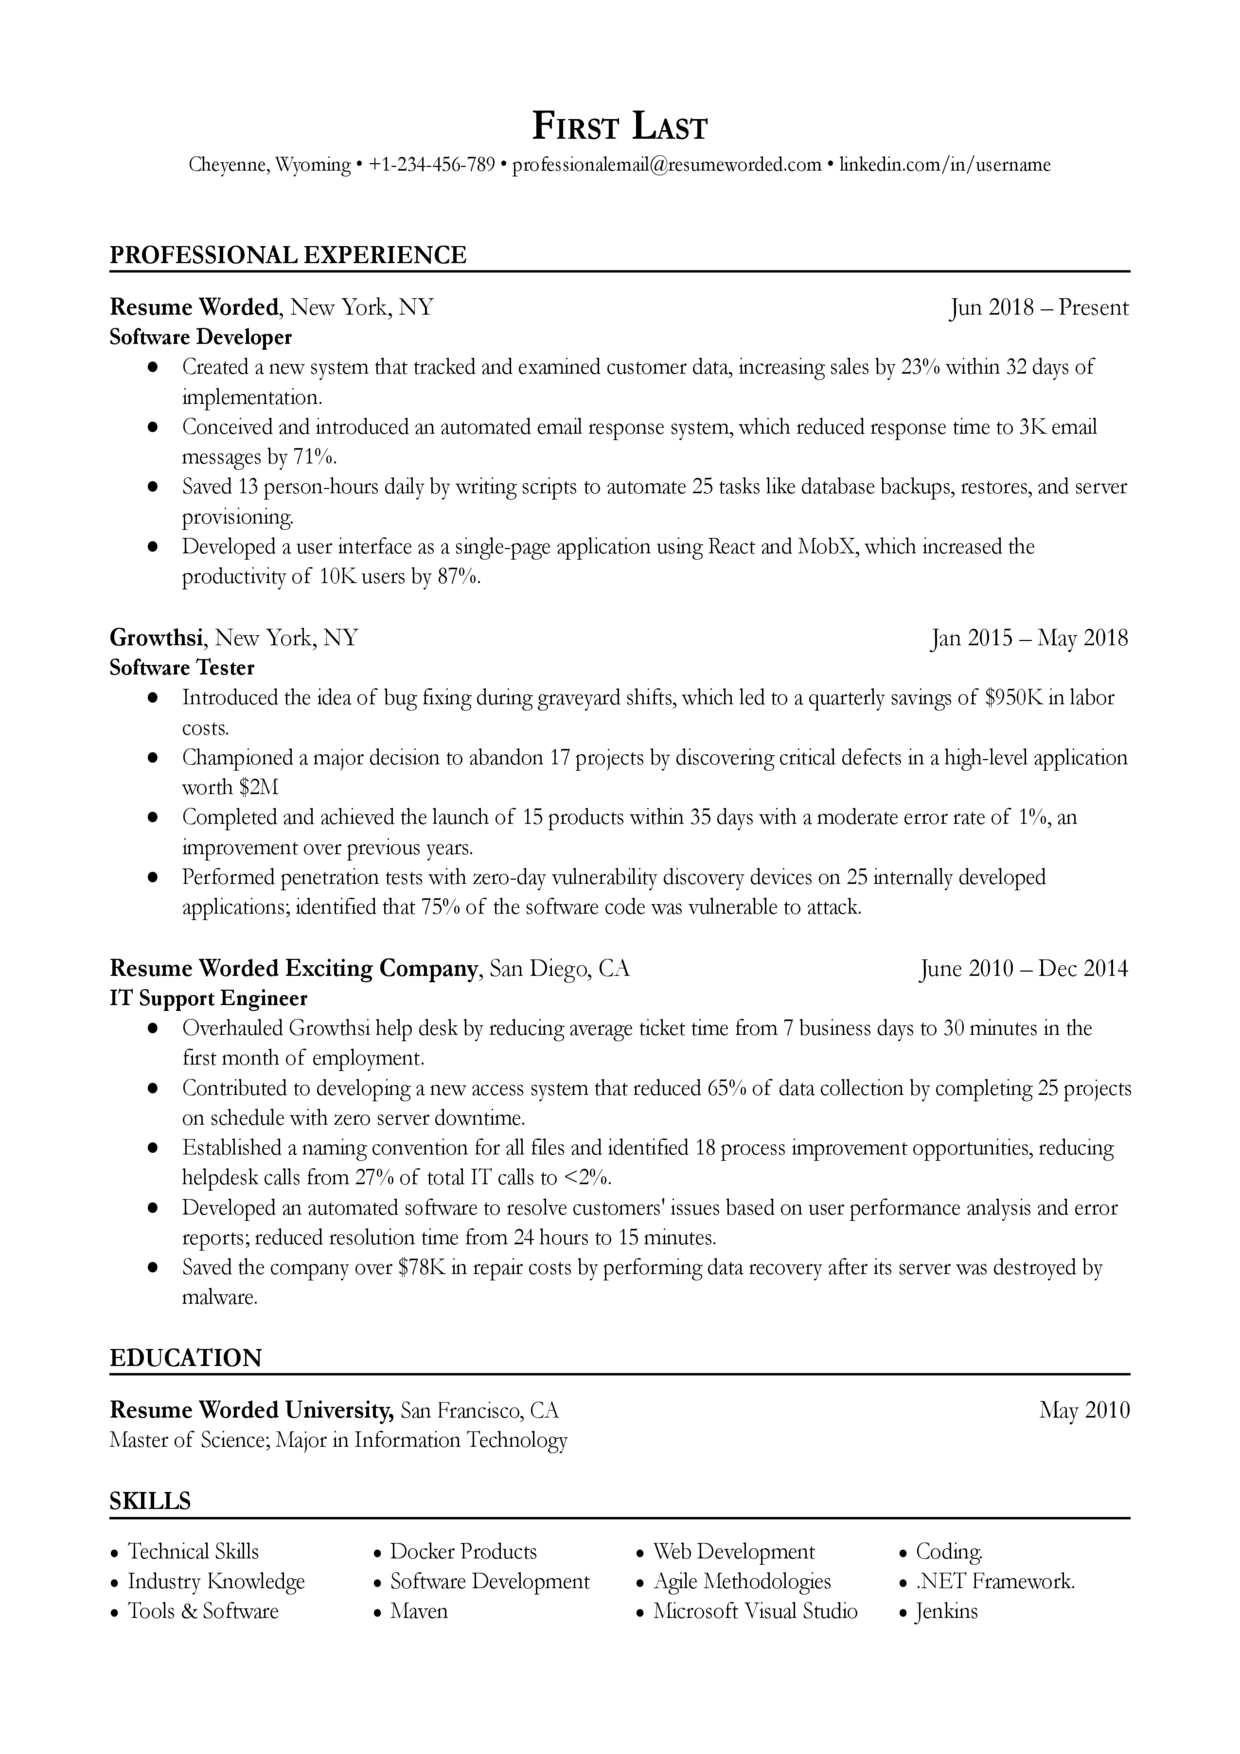 First Last
Cheyenne, Wyoming • +1-234-456-789 • professionalemail@resumeworded.com • linkedin.com/in/username
PROFESSIONAL EXPERIENCE
Resume Worded, New York, NY Jun 2018 – Present
Software Developer
● Created a new system that tracked and examined customer data, increasing sales by 23% within 32 days of
implementation.
● Conceived and introduced an automated email response system, which reduced response time to 3K email
messages by 71%.
● Saved 13 person-hours daily by writing scripts to automate 25 tasks like database backups, restores, and server
provisioning.
● Developed a user interface as a single-page application using React and MobX, which increased the
productivity of 10K users by 87%.
Growthsi, New York, NY Jan 2015 – May 2018
Software Tester
● Introduced the idea of bug fixing during graveyard shifts, which led to a quarterly savings of $950K in labor
costs.
● Championed a major decision to abandon 17 projects by discovering critical defects in a high-level application
worth $2M
● Completed and achieved the launch of 15 products within 35 days with a moderate error rate of 1%, an
improvement over previous years.
● Performed penetration tests with zero-day vulnerability discovery devices on 25 internally developed
applications; identified that 75% of the software code was vulnerable to attack.
Resume Worded Exciting Company, San Diego, CA June 2010 – Dec 2014
IT Support Engineer
● Overhauled Growthsi help desk by reducing average ticket time from 7 business days to 30 minutes in the
first month of employment.
● Contributed to developing a new access system that reduced 65% of data collection by completing 25 projects
on schedule with zero server downtime.
● Established a naming convention for all files and identified 18 process improvement opportunities, reducing
helpdesk calls from 27% of total IT calls to <2%.
● Developed an automated software to resolve customers' issues based on user performance analysis and error
reports; reduced resolution time from 24 hours to 15 minutes.
● Saved the company over $78K in repair costs by performing data recovery after its server was destroyed by
malware.
EDUCATION
Resume Worded University, San Francisco, CA May 2010
Master of Science; Major in Information Technology
SKILLS
• Technical Skills • Docker Products • Web Development • Coding.
• Industry Knowledge • Software Development • Agile Methodologies • .NET Framework.
• Tools & Software • Maven • Microsoft Visual Studio • Jenkins